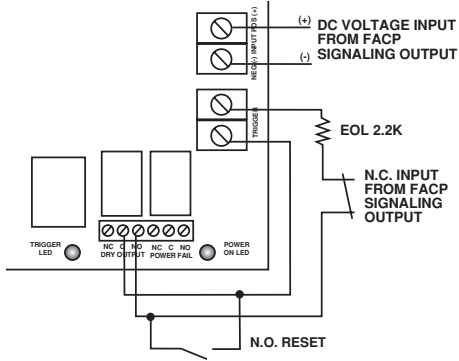 (+) DC VOLTAGE INPUT
FROM FACP
(-) SIGNALING OUTPUT
NEG (-) INPUT POS (+)
TRIGGER
EOL 2.2K
N.C. INPUT
FROM FACP
SIGNALING
OUTPUT
TRIGGER
LED
NC C NO NC C NO
DRY OUTPUT POWER FAIL
POWER
ON LED
N.O. RESET